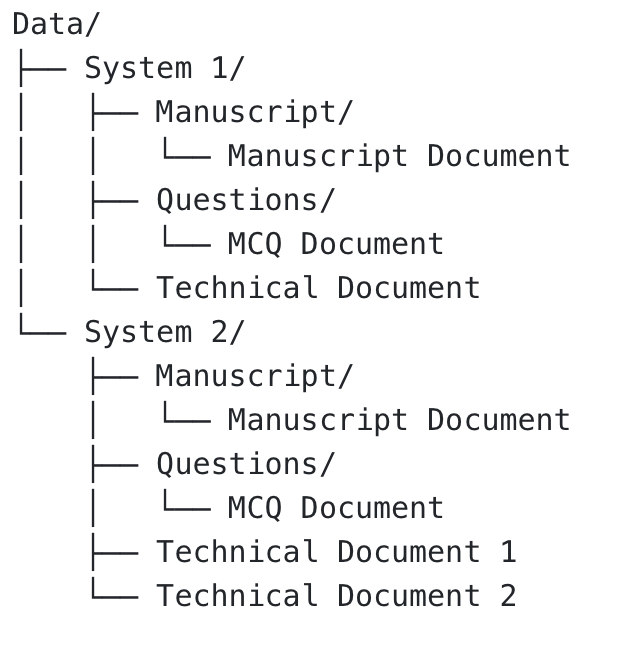 Data/
├── System 1/
│   ├── Manuscript/
│   │   └── Manuscript Document
│   ├── Questions/
│   │   └── MCQ Document
│   └── Technical Document
└── System 2/
    ├── Manuscript/
    │   └── Manuscript Document
    ├── Questions/
    │   └── MCQ Document
    ├── Technical Document 1
    └── Technical Document 2